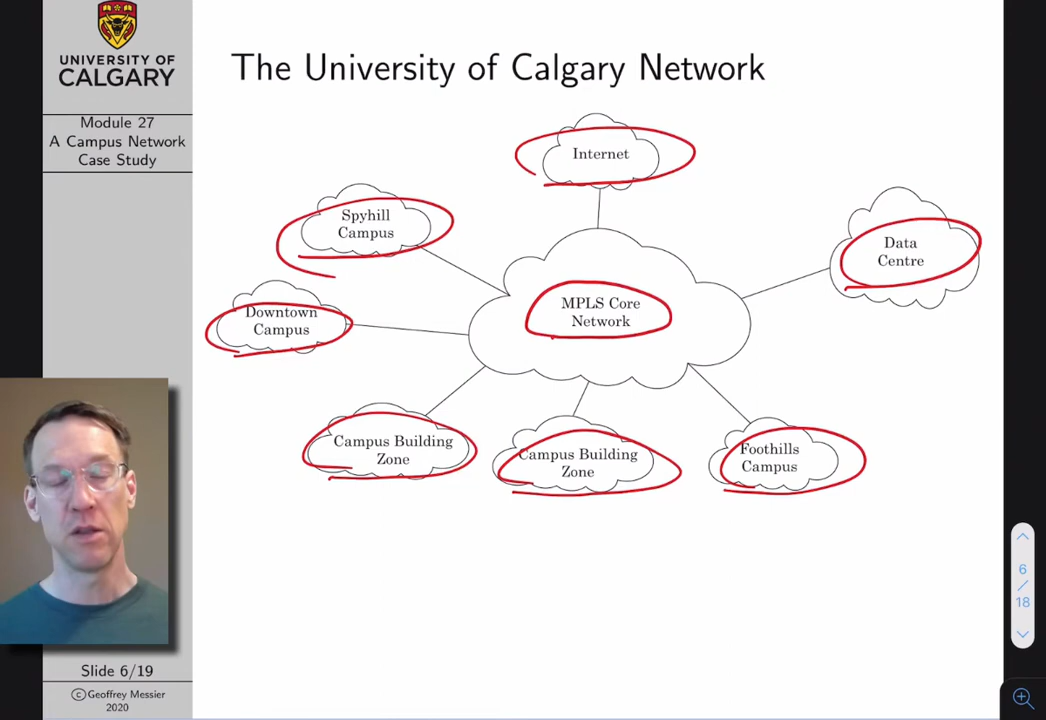 UNIVERSITY OF
CALGARY
Module 27
A Campus Network
Case Study
The University of Calgary Network
Internet
Spyhill
Campus
Data
Centre
MPLS Core
Network
Downtown
Campus
Campus Building
Zone
Campus Building
Zone
Foothills
Campus
6
/
18
Slide 6/19
©Geoffrey Messier
2020